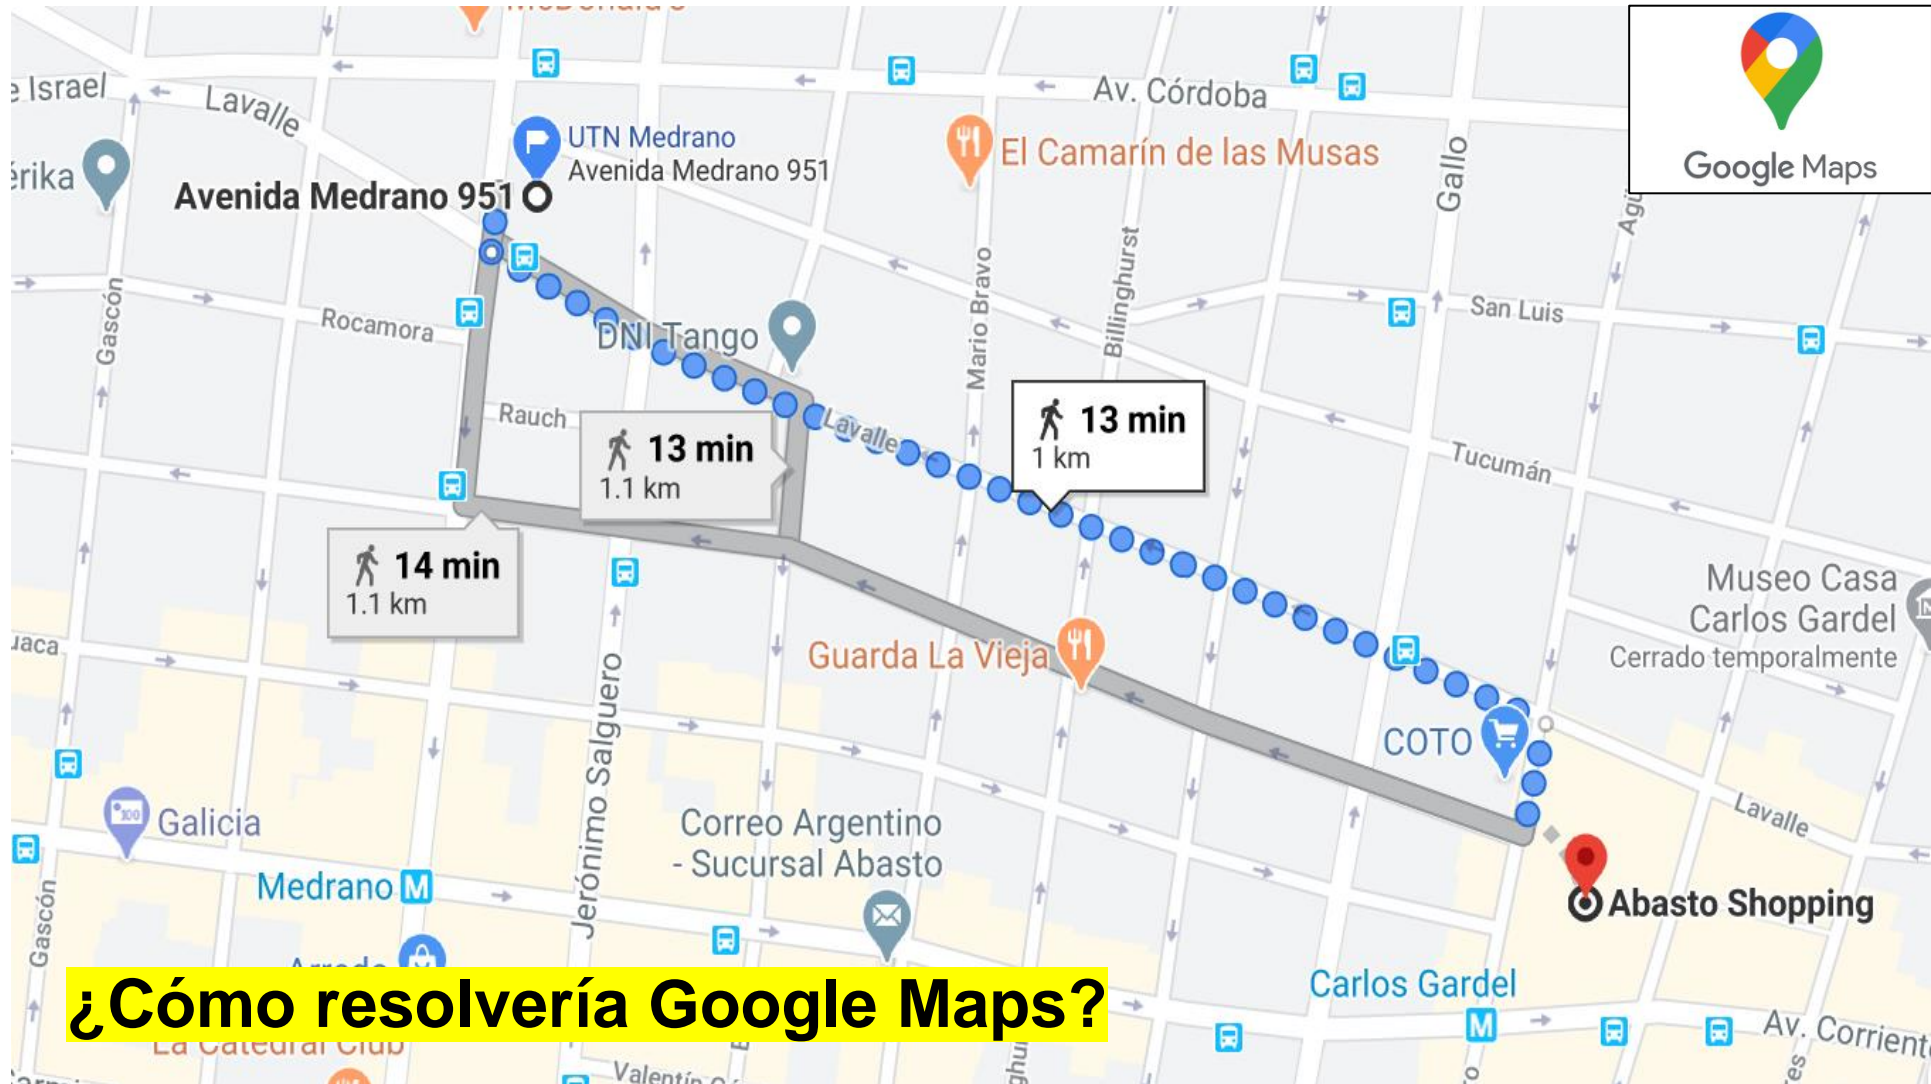 Av. Córdoba
Lavalle
e Israel
UTN Medrano
Avenida Medrano 951
Avenida Medrano 951
El Camarín de las Musas
Gallo
Google Maps
Gascón
Rocamora
DNI Tango
Mario Bravo
Billinghurst
San Luis
Rauch
Lavalle
13 min
1.1 km
13 min
1 km
Tucumán
14 min
1.1 km
Museo Casa
Carlos Gardel
Cerrado temporalmente
Guarda La Vieja
Jerónimo Salguero
COTO
Lavalle
Galicia
Correo Argentino
- Sucursal Abasto
Medrano M
Abasto Shopping
Gascón
Carlos Gardel
M
Av. Corrient
¿Cómo resolvería Google Maps?
La Catedral Club